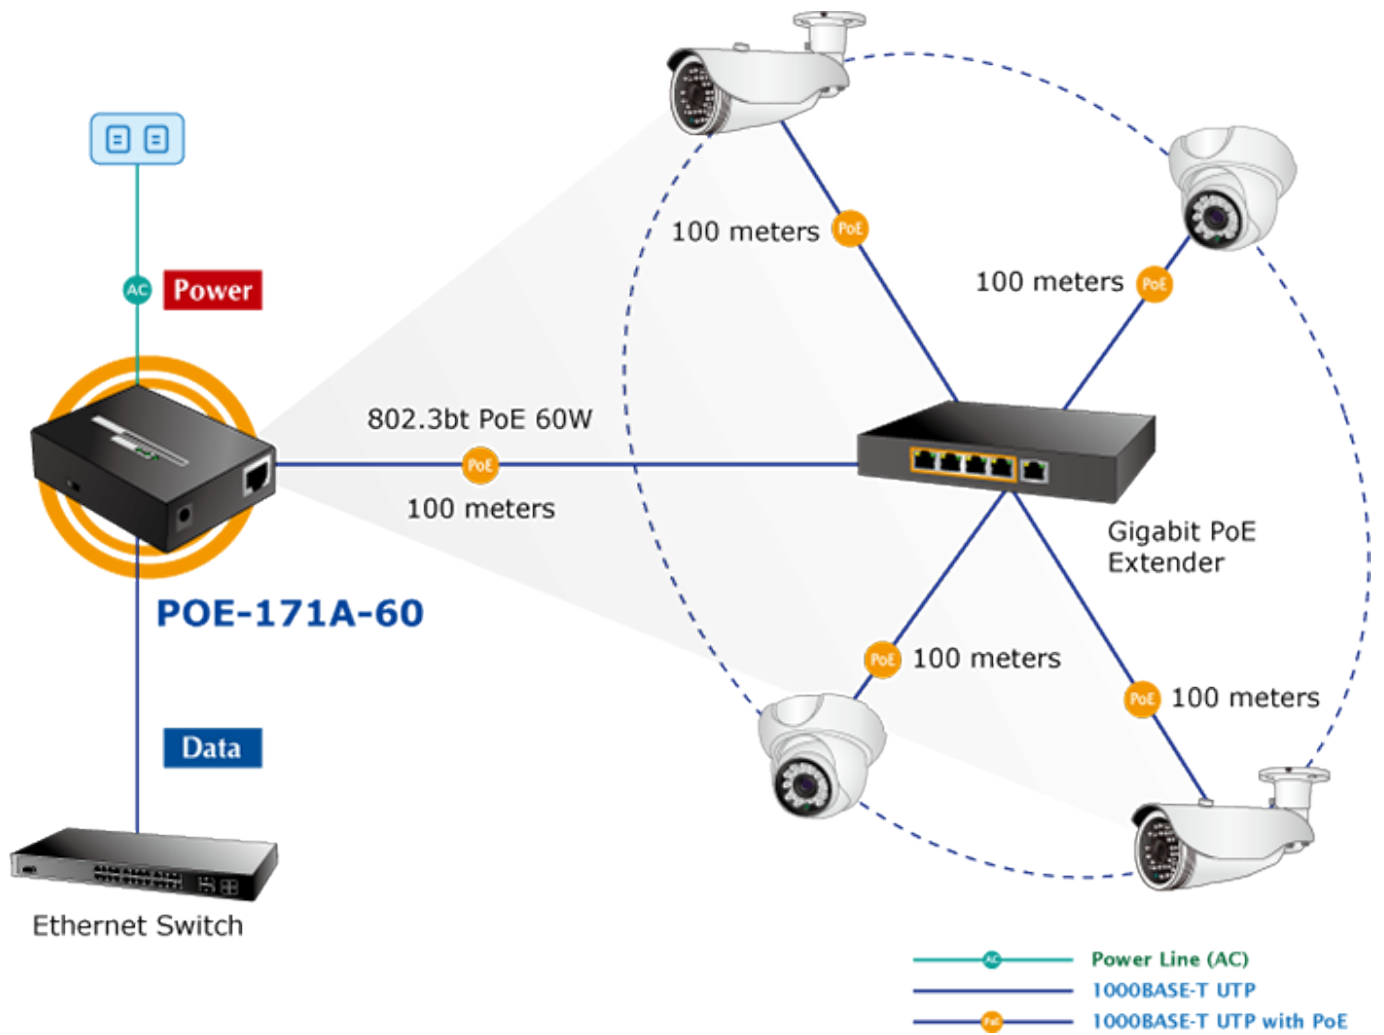 100 meters
PoE
100 meters
PoE
AC
Power
802.3bt PoE 60W
PoE
100 meters
Gigabit PoE
Extender
POE-171A-60
PoE
100 meters
PoE
100 meters
Data
Ethernet Switch
AC
Power Line (AC)
1000BASE-T UTP
PoE
1000BASE-T UTP with PoE